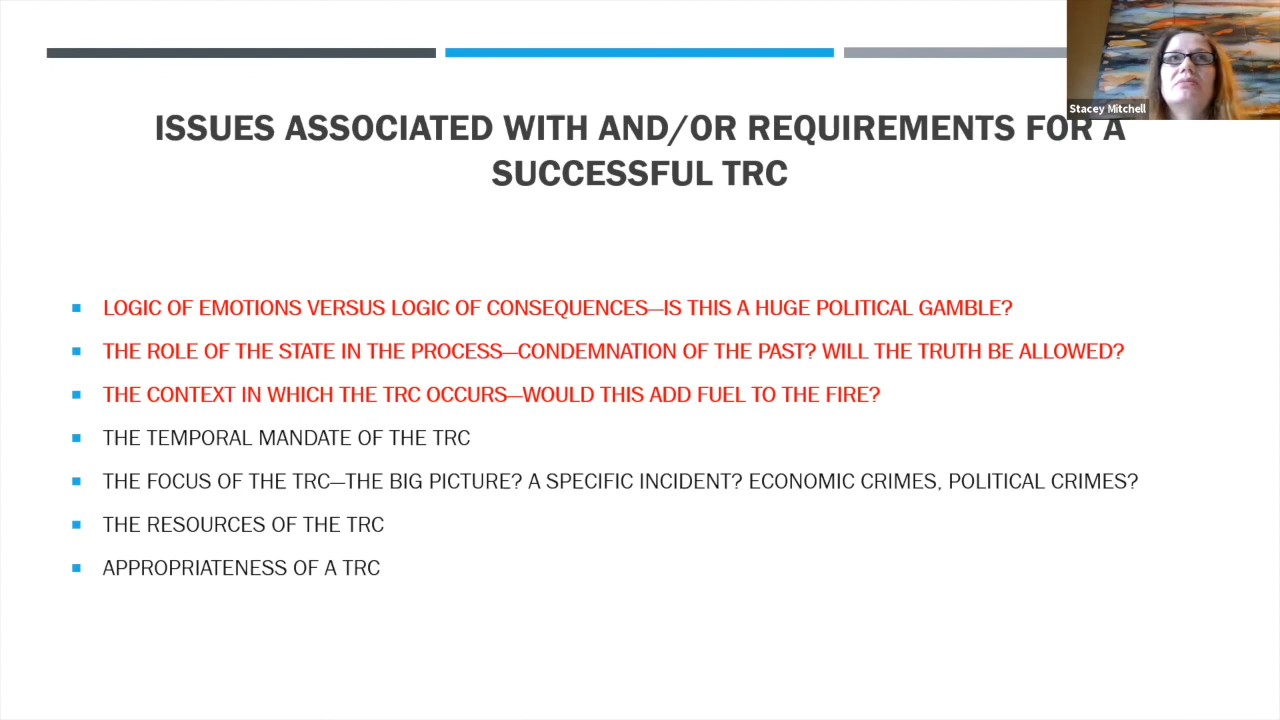 Stacey Mitchell
ISSUES ASSOCIATED WITH AND/OR REQUIREMENTS FOR A
SUCCESSFUL TRC
LOGIC OF EMOTIONS VERSUS LOGIC OF CONSEQUENCES—IS THIS A HUGE POLITICAL GAMBLE?
THE ROLE OF THE STATE IN THE PROCESS—CONDEMNATION OF THE PAST? WILL THE TRUTH BE ALLOWED?
THE CONTEXT IN WHICH THE TRC OCCURS—WOULD THIS ADD FUEL TO THE FIRE?
THE TEMPORAL MANDATE OF THE TRC
THE FOCUS OF THE TRC—THE BIG PICTURE? A SPECIFIC INCIDENT? ECONOMIC CRIMES, POLITICAL CRIMES?
THE RESOURCES OF THE TRC
APPROPRIATENESS OF A TRC